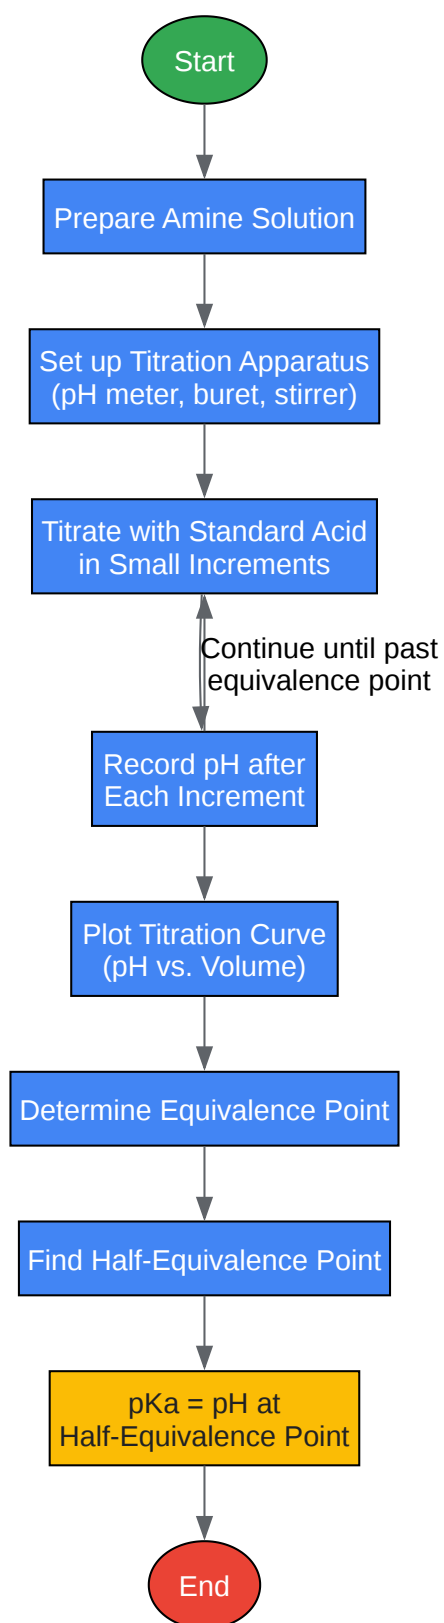 Start
Prepare Amine Solution
Set up Titration Apparatus
(pH meter, buret, stirrer)
Titrate with Standard Acid
in Small Increments
Continue until past
equivalence point
Record pH after
Each Increment
Plot Titration Curve
(pH vs. Volume)
Determine Equivalence Point
Find Half-Equivalence Point
pKa = pH at
Half-Equivalence Point
End